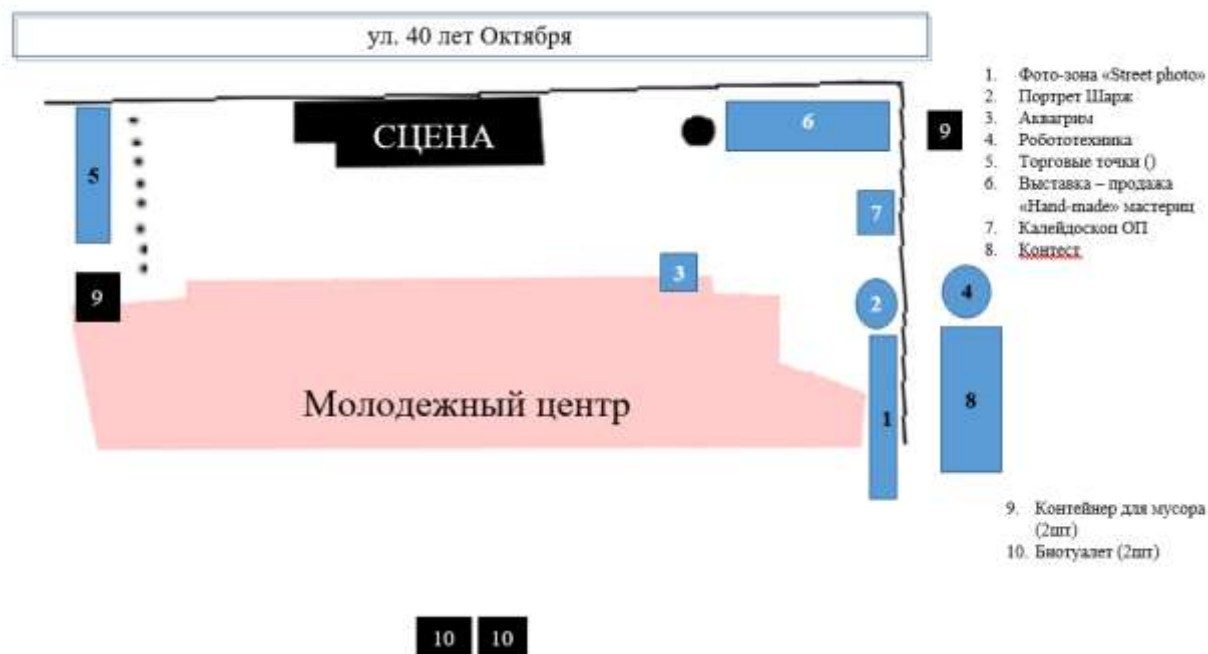 ул. 40 лет Октября
1. Фото-зона «Street photo»
2. Портрет Шарж
3. Аквагрим
4. Робототехника
5. Торговые точки ()
6. Выставка – продажа
«Hand-made» мастериц
7. Калейдоскоп ОП
8. Контест
СЦЕНА
6
9
5
7
3
9
2
4
Молодежный центр
1
8
9. Контейнер для мусора
(2шт)
10. Биотуалет (2шт)
10
10